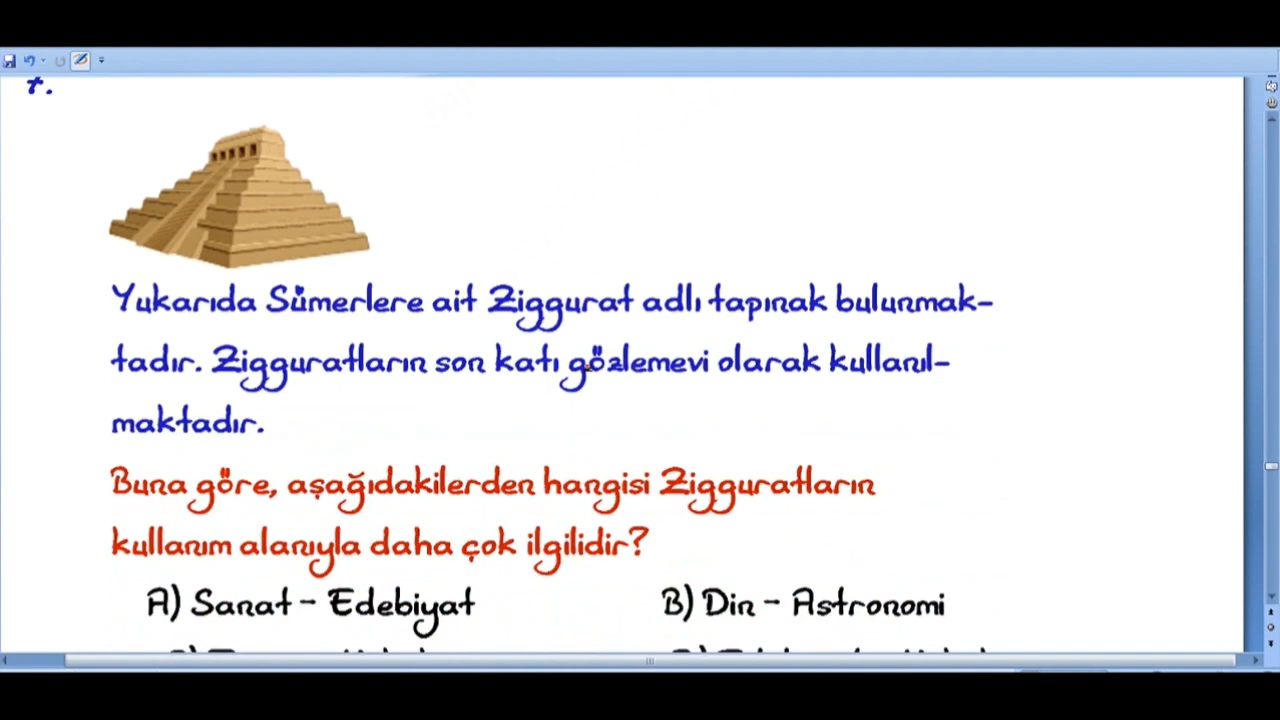 Yukarıda Sümerlere ait Ziggurat adlı tapınak bulunmak-
tadır. Zigguratların son katı gözlemevi olarak kullanıl-
maktadır.
Buna göre, aşağıdakilerden hangisi Zigguratların
kullanım alanıyla daha çok ilgilidir?
A) Sanat - Edebiyat
B) Din - Astronomi